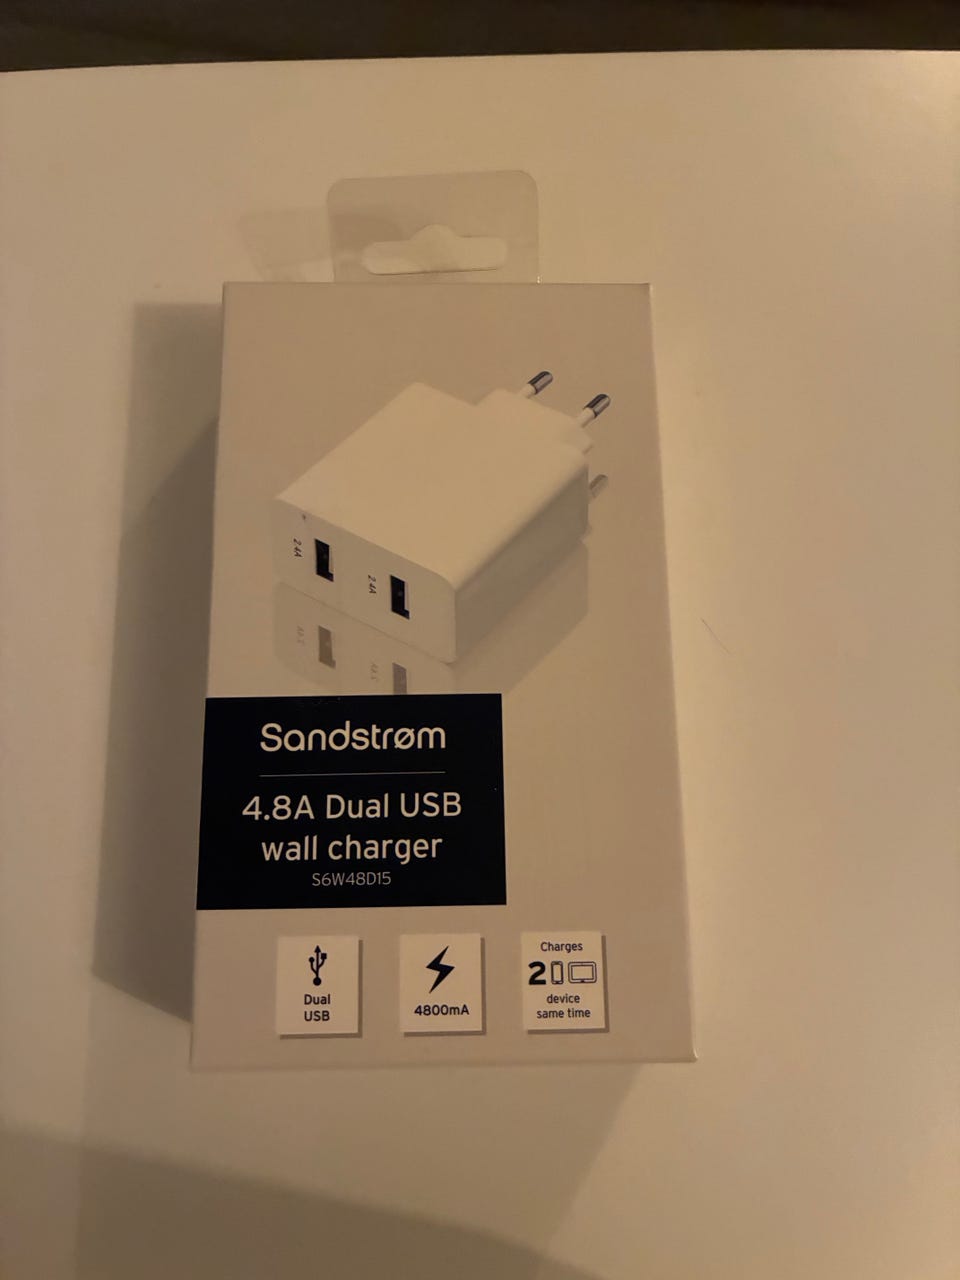 2.4A
2.4A
Sandstrøm
4.8A Dual USB
wall charger
S6W48D15
Dual
USB
4800mA
Charges
2
device
same time